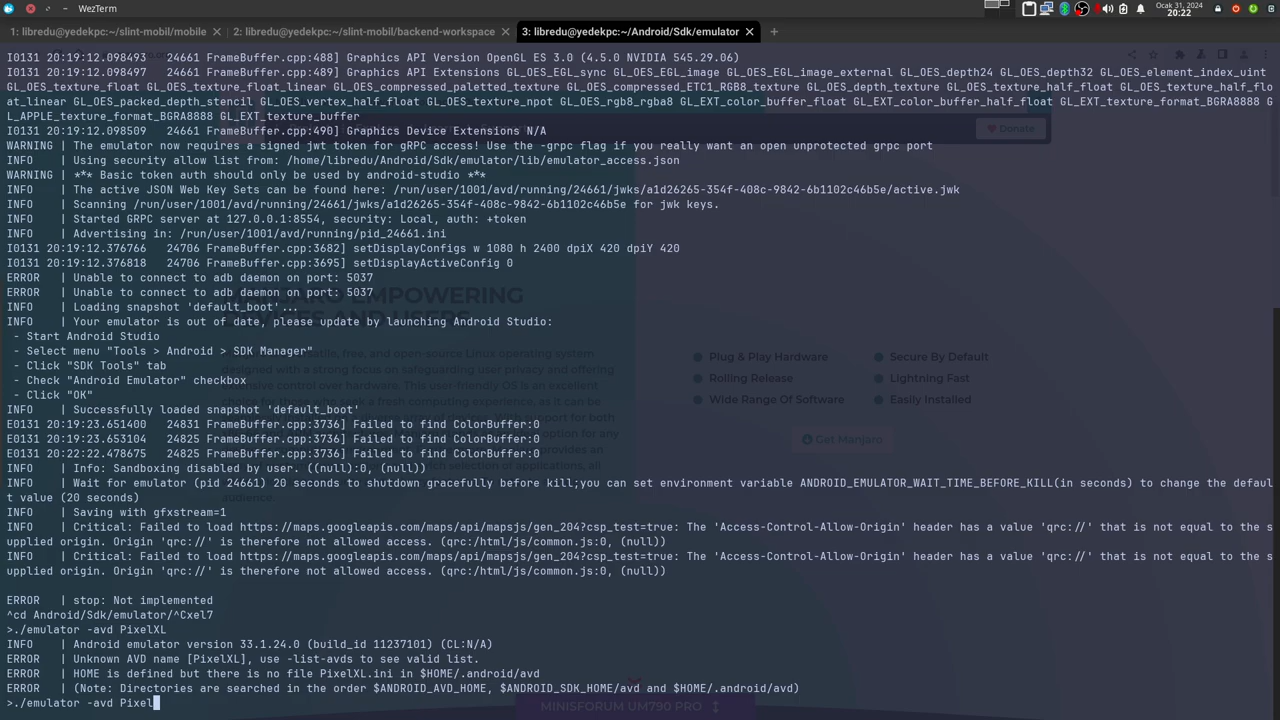 WezTerm
Ocak 31, 2024
20:22
1: libredu@yedekpc:~/slint-mobil/mobile
2: libredu@yedekpc:~/slint-mobil/backend-workspace
3: libredu@yedekpc:~/Android/Sdk/emulator
I0131 20:19:12.098493   24661 FrameBuffer.cpp:488] Graphics API Version OpenGL ES 3.0 (4.5.0 NVIDIA 545.29.06)
I0131 20:19:12.098497   24661 FrameBuffer.cpp:489] Graphics API Extensions GL_OES_EGL_sync GL_OES_EGL_image GL_OES_EGL_image_external GL_OES_depth24 GL_OES_depth32 GL_OES_element_index_uint
GL_OES_texture_float GL_OES_texture_float_linear GL_OES_compressed_paletted_texture GL_OES_compressed_ETC1_RGB8_texture GL_OES_depth_texture GL_OES_texture_half_float GL_OES_texture_half_flo
at_linear GL_OES_packed_depth_stencil GL_OES_vertex_half_float GL_OES_texture_npot GL_OES_rgb8_rgba8 GL_EXT_color_buffer_float GL_EXT_color_buffer_half_float GL_EXT_texture_format_BGRA8888 G
L_APPLE_texture_format_BGRA8888 GL_EXT_texture_buffer
I0131 20:19:12.098509   24661 FrameBuffer.cpp:490] Graphics Device Extensions N/A
Donate
WARNING | The emulator now requires a signed jwt token for gRPC access! Use the -grpc flag if you really want an open unprotected grpc port
INFO | Using security allow list from: /home/libredu/Android/Sdk/emulator/lib/emulator_access.json
WARNING | *** Basic token auth should only be used by android-studio ***
INFO | The active JSON Web Key Sets can be found here: /run/user/1001/avd/running/24661/jwks/a1d26265-354f-408c-9842-6b1102c46b5e/active.jwk
INFO | Scanning /run/user/1001/avd/running/24661/jwks/a1d26265-354f-408c-9842-6b1102c46b5e for jwk keys.
INFO | Started GRPC server at 127.0.0.1:8554, security: Local, auth: +token
INFO | Advertising in: /run/user/1001/avd/running/pid_24661.ini
I0131 20:19:12.376766   24706 FrameBuffer.cpp:3682] setDisplayConfigs w 1080 h 2400 dpiX 420 dpiY 420
I0131 20:19:12.376818   24706 FrameBuffer.cpp:3695] setDisplayActiveConfig 0
ERROR | Unable to connect to adb daemon on port: 5037
ERROR | Unable to connect to adb daemon on port: 5037
MANJARO EMPOWERING
INFO | Loading snapshot 'default_boot'...
INFO | Your emulator is out of date, please update by launching Android Studio:
- Start Android Studio
- Select menu "Tools > Android > SDK Manager"
- Click "SDK Tools" tab
- Check "Android Emulator" checkbox
- Click "OK"
Plug & Play Hardware
Secure By Default
Rolling Release
Lightning Fast
Wide Range Of Software
Easily Installed
INFO | Successfully loaded snapshot 'default_boot'
E0131 20:19:23.651400   24831 FrameBuffer.cpp:3736] Failed to find ColorBuffer:0
E0131 20:19:23.653104   24825 FrameBuffer.cpp:3736] Failed to find ColorBuffer:0
Get Manjaro
E0131 20:22:22.478675   24825 FrameBuffer.cpp:3736] Failed to find ColorBuffer:0
INFO | Info: Sandboxing disabled by user. ((null):0, (null))
INFO | Wait for emulator (pid 24661) 20 seconds to shutdown gracefully before kill;you can set environment variable ANDROID_EMULATOR_WAIT_TIME_BEFORE_KILL(in seconds) to change the defaul
t value (20 seconds)
INFO | Saving with gfxstream=1
INFO | Critical: Failed to load https://maps.googleapis.com/maps/api/mapsjs/gen_204?csp_test=true: The 'Access-Control-Allow-Origin' header has a value 'qrc://' that is not equal to the s
upplied origin. Origin 'qrc://' is therefore not allowed access. (qrc:/html/js/common.js:0, (null))
INFO | Critical: Failed to load https://maps.googleapis.com/maps/api/mapsjs/gen_204?csp_test=true: The 'Access-Control-Allow-Origin' header has a value 'qrc://' that is not equal to the s
upplied origin. Origin 'qrc://' is therefore not allowed access. (qrc:/html/js/common.js:0, (null))
ERROR | stop: Not implemented
^cd Android/Sdk/emulator/^Cxel7
>./emulator -avd PixelXL
INFO | Android emulator version 33.1.24.0 (build_id 11237101) (CL:N/A)
ERROR | Unknown AVD name [PixelXL], use -list-avds to see valid list.
ERROR | HOME is defined but there is no file PixelXL.ini in $HOME/.android/avd
ERROR | (Note: Directories are searched in the order $ANDROID_AVD_HOME, $ANDROID_SDK_HOME/avd and $HOME/.android/avd)
>./emulator -avd Pixel
MINISFORUM UM790 PRO